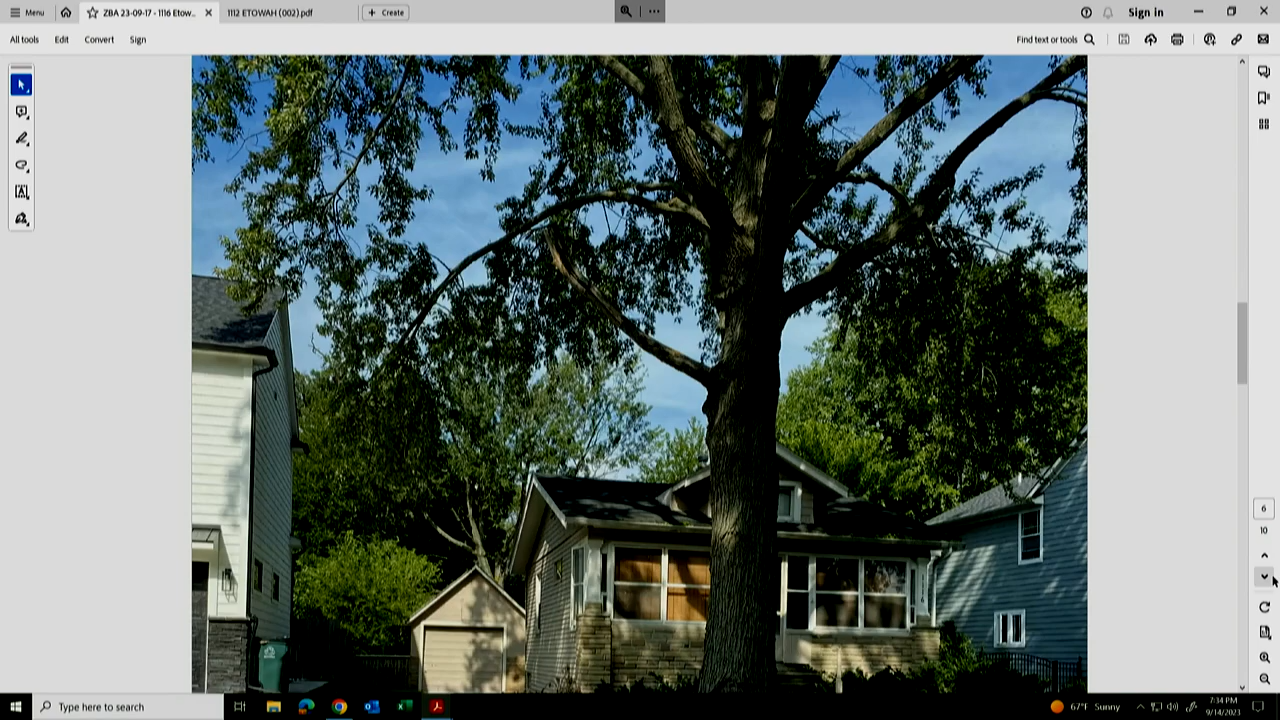 Menu
ZBA 23-09-17 - 1116 Etow...
1112 ETOWAH (002).pdf
Create
Sign in
All tools
Edit
Convert
Sign
Find text or tools
6
10
Type here to search
67°F Sunny
7:34 PM
9/14/2023